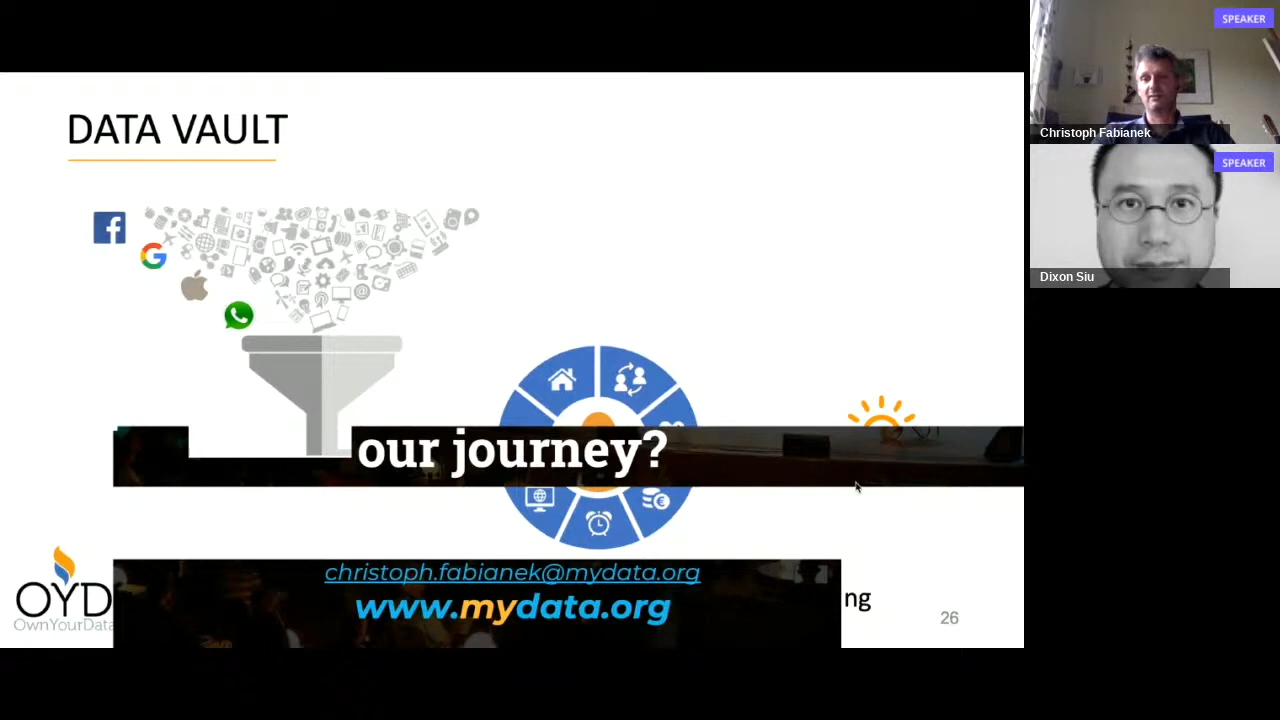 DATA VAULT
our journey?
christoph.fabianek@mydata.org
www.mydata.org
OYD
OwnYourData
ng
26
SPEAKER
Christoph Fabianek
SPEAKER
Dixon Siu